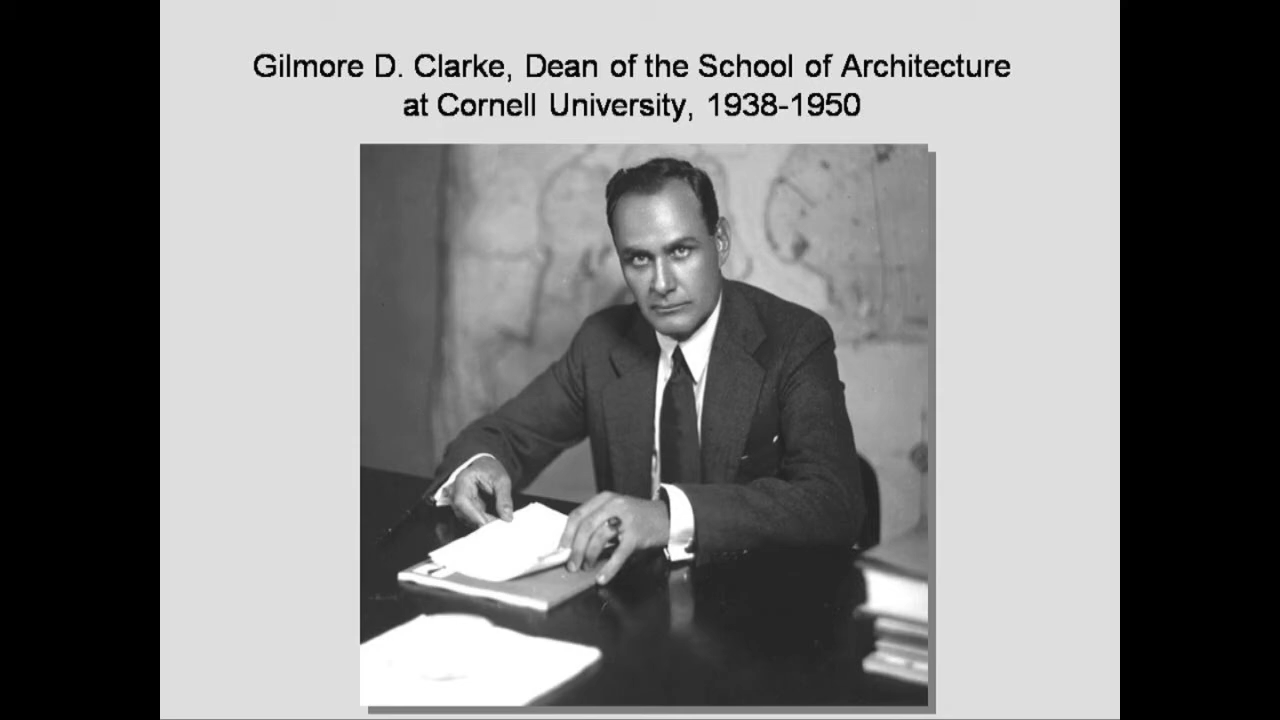 Gilmore D. Clarke, Dean of the School of Architecture
at Cornell University, 1938-1950